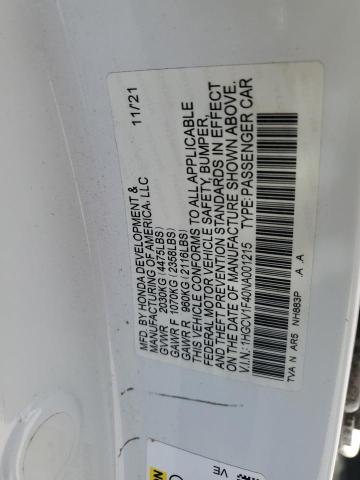 MFD. BY HONDA DEVELOPMENT &
MANUFACTURING OF AMERICA, LLC 11/21
GVWR 2030KG (4475LBS)
GAWR F 1070KG (2358LBS)
GAWR R 960KG (2116LBS)
THIS VEHICLE CONFORMS TO ALL APPLICABLE
FEDERAL MOTOR VEHICLE SAFETY, BUMPER,
AND THEFT PREVENTION STANDARDS IN EFFECT
ON THE DATE OF MANUFACTURE SHOWN ABOVE.
V.I.N.: 1HGCV1F40NA001215 TYPE: PASSENGER CAR
TVA N AR5 NH883P A A
VE